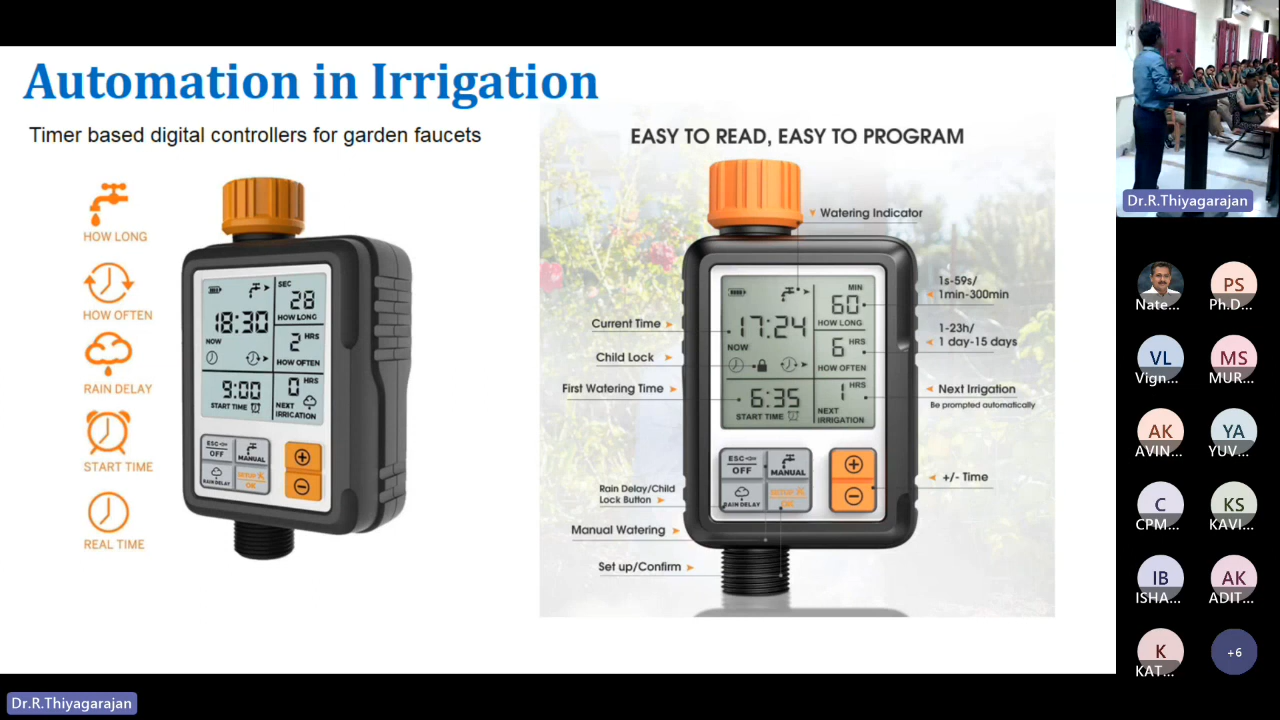 Automation in Irrigation
Timer based digital controllers for garden faucets
HOW LONG
HOW OFTEN
RAIN DELAY
START TIME
REAL TIME
18:30
NOW
SEC
28
HOW LONG
2 HRS
HOW OFTEN
9:00
START TIME
0 HRS
NEXT
IRRIGATION
ESC
OFF
MANUAL
RAIN DELAY
SETUP
OK
EASY TO READ, EASY TO PROGRAM
Watering Indicator
1s-59s/
1min-300min
1-23h/
1 day-15 days
Next Irrigation
Be prompted automatically
+/- Time
Current Time
Child Lock
First Watering Time
Rain Delay/Child
Lock Button
Manual Watering
Set up/Confirm
17:24
NOW
MIN
60
HOW LONG
6 HRS
HOW OFTEN
6:35
START TIME
1 HRS
NEXT
IRRIGATION
ESC
OFF
MANUAL
RAIN DELAY
SETUP
OK
Dr.R.Thiyagarajan
Nate...
PS
Ph.D...
VL
Vign...
MS
MUR...
AK
AVIN...
YA
YUV...
C
CPM...
KS
KAVI...
IB
ISHA...
AK
ADIT...
K
KAT...
+6
Dr.R.Thiyagarajan